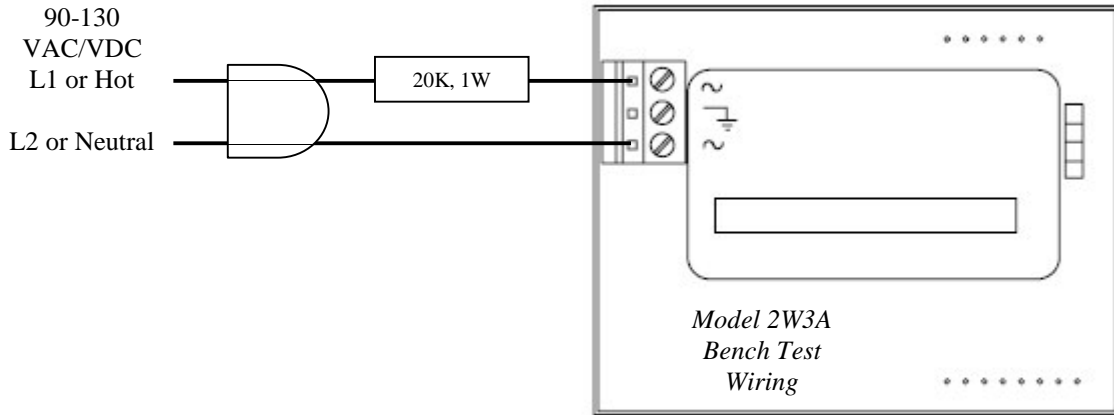 90-130
VAC/VDC
L1 or Hot
20K, 1W
L2 or Neutral
Model 2W3A
Bench Test
Wiring